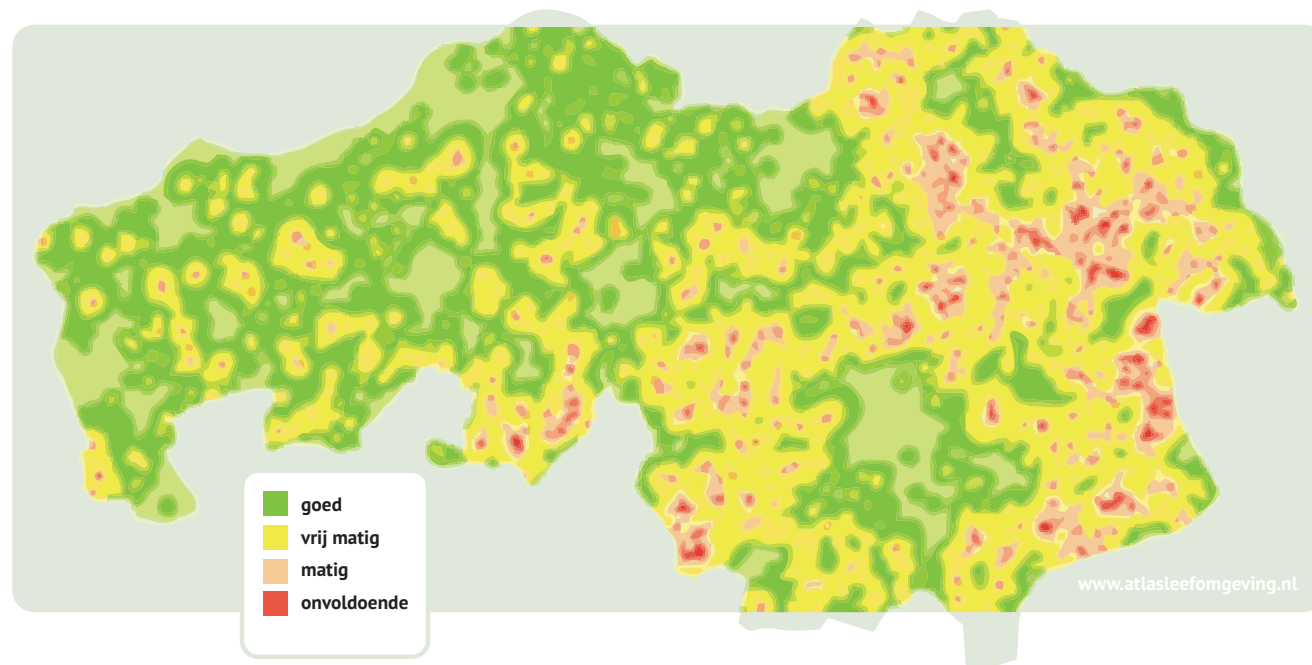 goed
vrij matig
matig
onvoldoende
www.atlasleefomgeving.nl